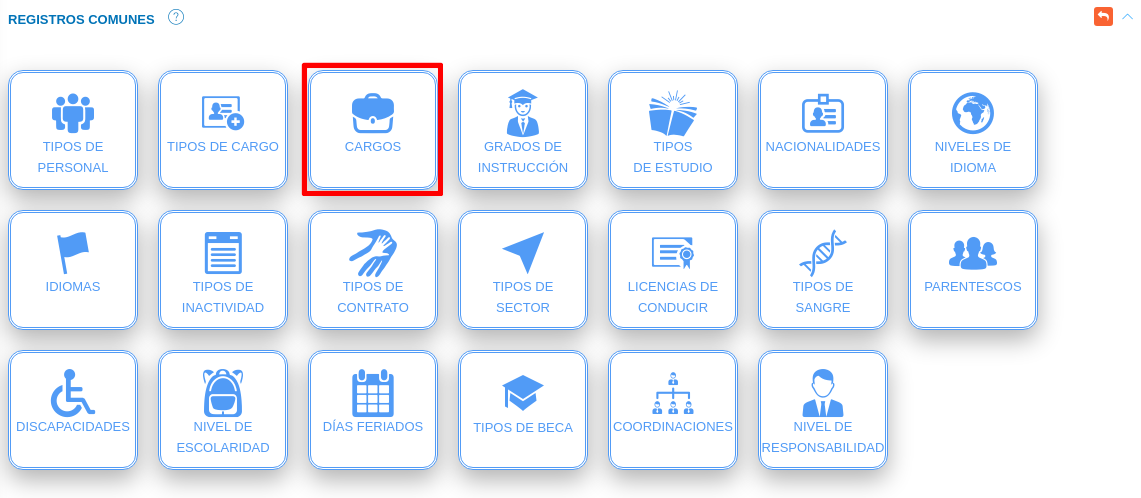 REGISTROS COMUNES ?
TIPOS DE
PERSONAL
TIPOS DE CARGO
CARGOS
GRADOS DE
INSTRUCCIÓN
TIPOS
DE ESTUDIO
NACIONALIDADES
NIVELES DE
IDIOMA
IDIOMAS
TIPOS DE
INACTIVIDAD
TIPOS DE
CONTRATO
TIPOS DE
SECTOR
LICENCIAS DE
CONDUCIR
TIPOS DE
SANGRE
PARENTESCOS
DISCAPACIDADES
NIVEL DE
ESCOLARIDAD
DÍAS FERIADOS
TIPOS DE BECA
COORDINACIONES
NIVEL DE
RESPONSABILIDAD